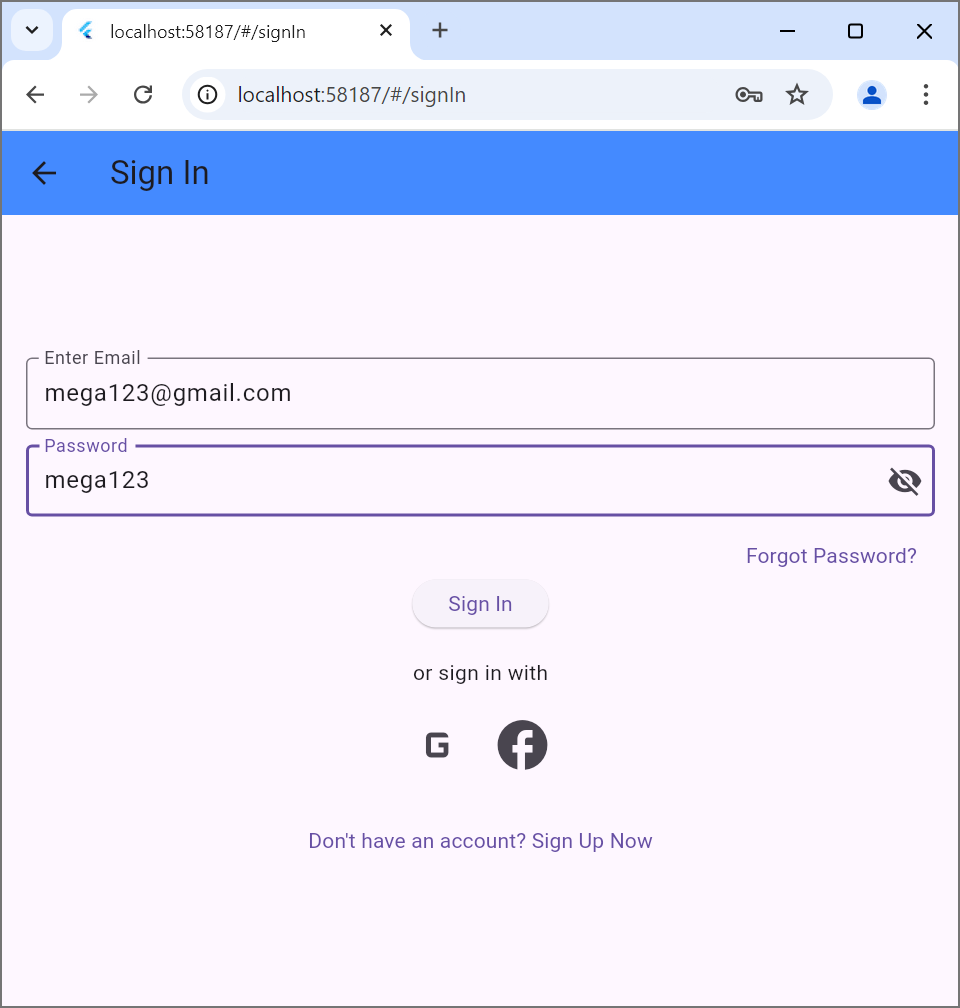 localhost:58187/#/signIn
localhost:58187/#/signIn
Sign In
Enter Email
mega123@gmail.com
Password
mega123
Forgot Password?
Sign In
or sign in with
G f
Don't have an account? Sign Up Now